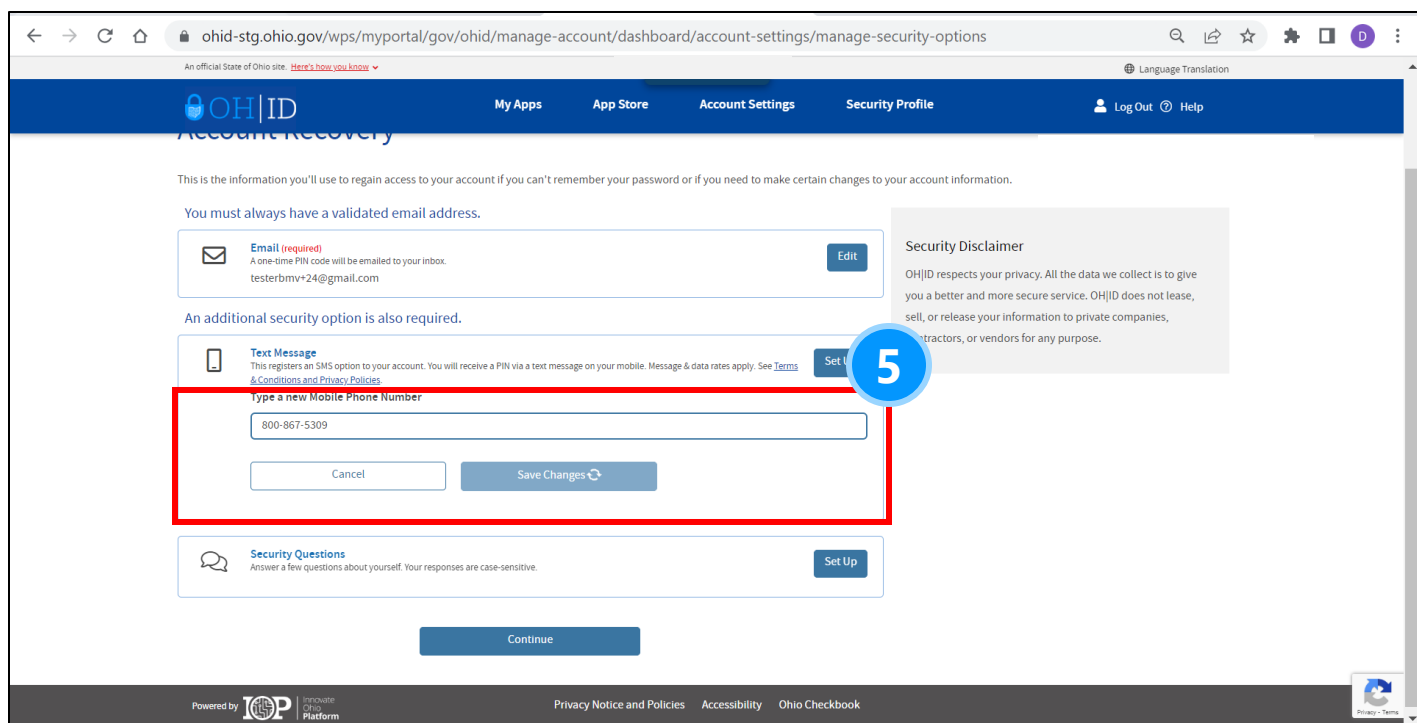 ohid-stg.ohio.gov/wps/myportal/gov/ohid/manage-account/dashboard/account-settings/manage-security-options
D
An official State of Ohio site. Here's how you know
Language Translation
OH|ID
My Apps
App Store
Account Settings
Security Profile
Log Out
Help
Account Recovery
This is the information you'll use to regain access to your account if you can't remember your password or if you need to make certain changes to your account information.
You must always have a validated email address.
Email (required)
A one-time PIN code will be emailed to your inbox.
testerbmv+24@gmail.com
Edit
An additional security option is also required.
Text Message
This registers an SMS option to your account. You will receive a PIN via a text message on your mobile. Message & data rates apply. See Terms
& Conditions and Privacy Policies.
Set
5
Type a new Mobile Phone Number
800-867-5309
Cancel
Save Changes
Security Questions
Answer a few questions about yourself. Your responses are case-sensitive.
Set Up
Continue
Security Disclaimer
OH|ID respects your privacy. All the data we collect is to give
you a better and more secure service. OH|ID does not lease,
sell, or release your information to private companies,
or vendors for any purpose.
Powered by
IOP
Innovate
Ohio
Platform
Privacy Notice and Policies
Accessibility
Ohio Checkbook
Privacy - Terms